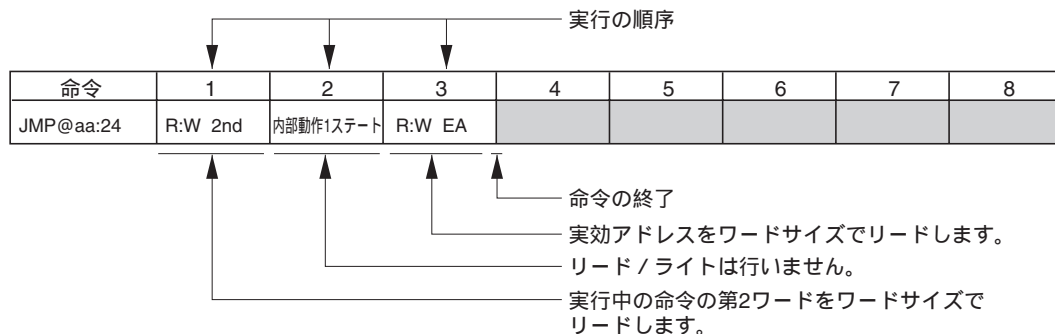 実行の順序
命令 1 2 3 4 5 6 7 8
JMP@aa:24 R:W 2nd 内部動作1ステート R:W EA
命令の終了
実効アドレスをワードサイズでリードします。
リード / ライトは行いません。
実行中の命令の第2ワードをワードサイズで
リードします。